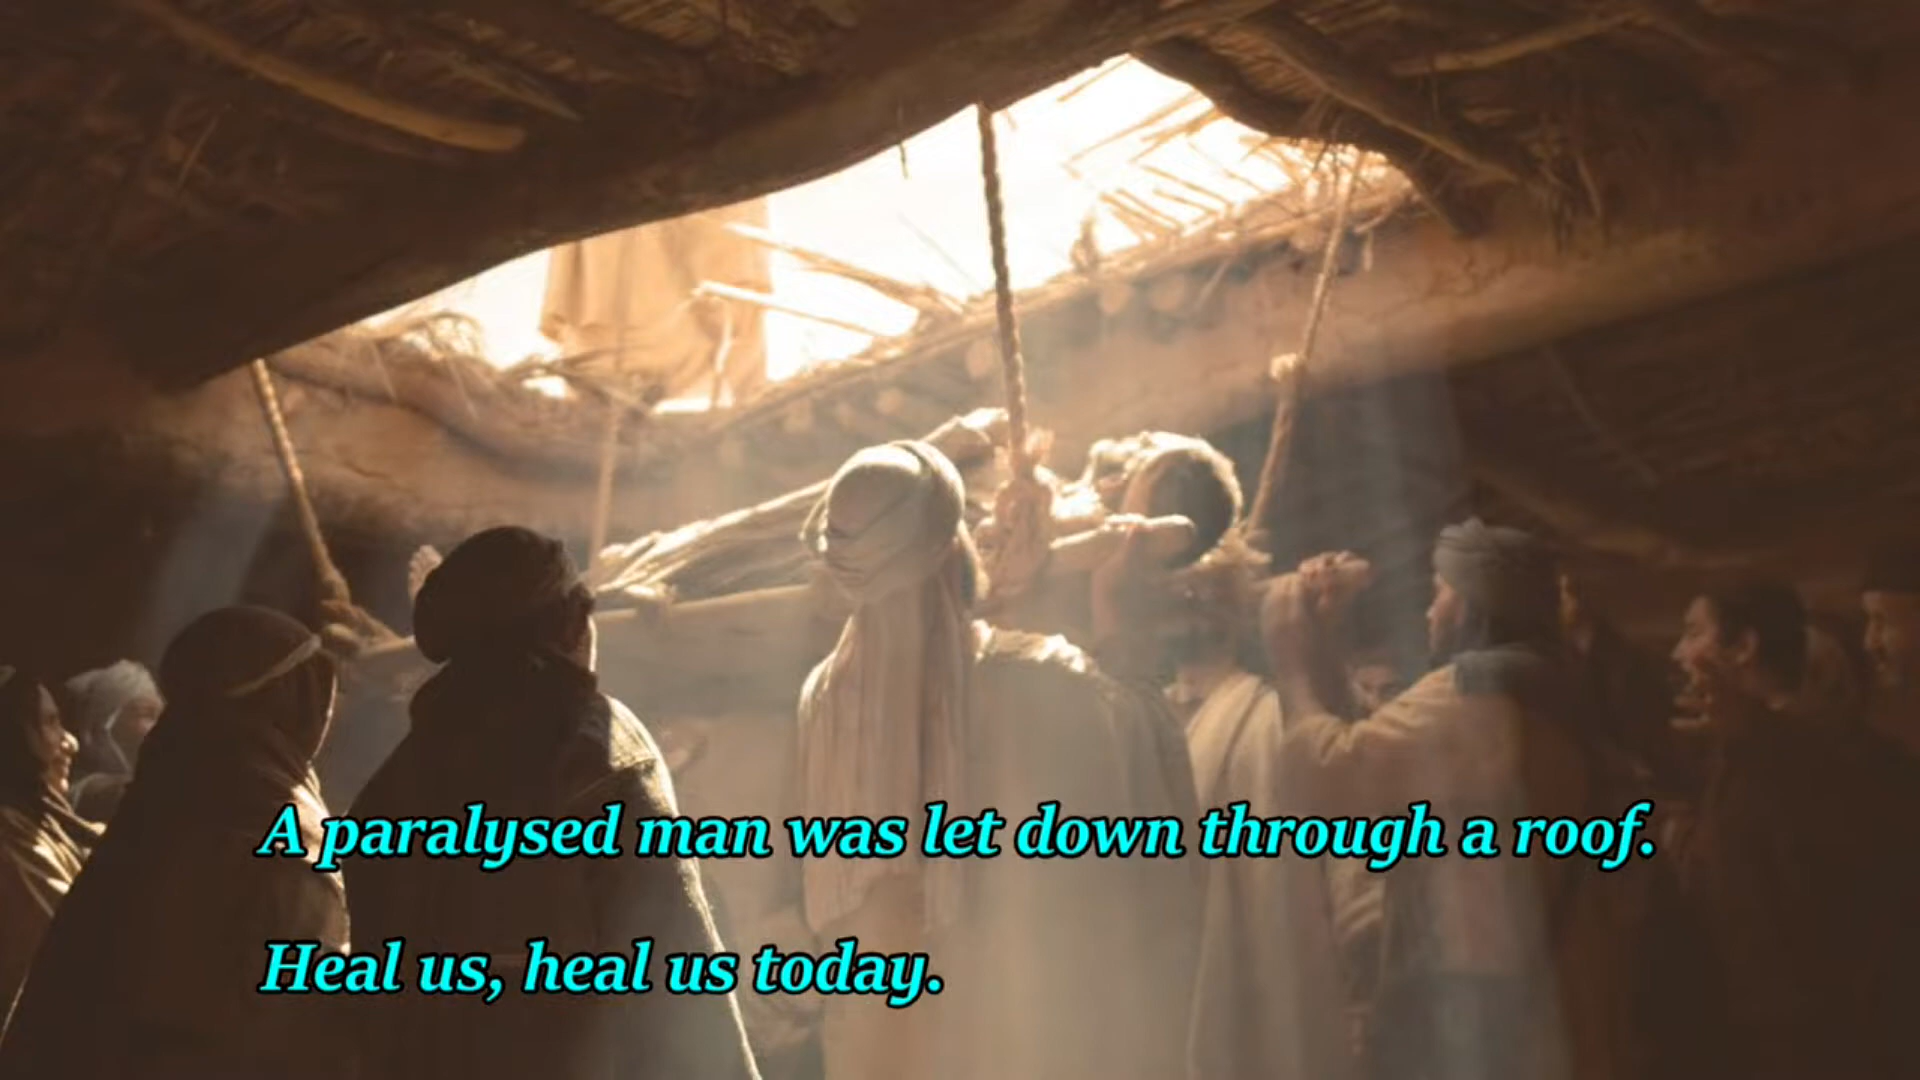 A paralysed man was let down through a roof.
Heal us, heal us today.